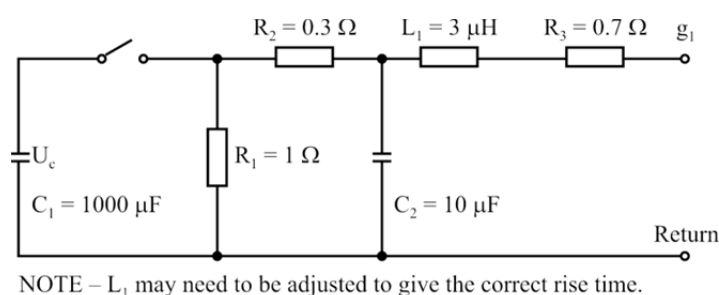 R₂ = 0.3 Ω
L₁ = 3 μH
R₃ = 0.7 Ω
g₁
U꜀
R₁ = 1 Ω
C₁ = 1000 μF
C₂ = 10 μF
Return
NOTE – L₁ may need to be adjusted to give the correct rise time.